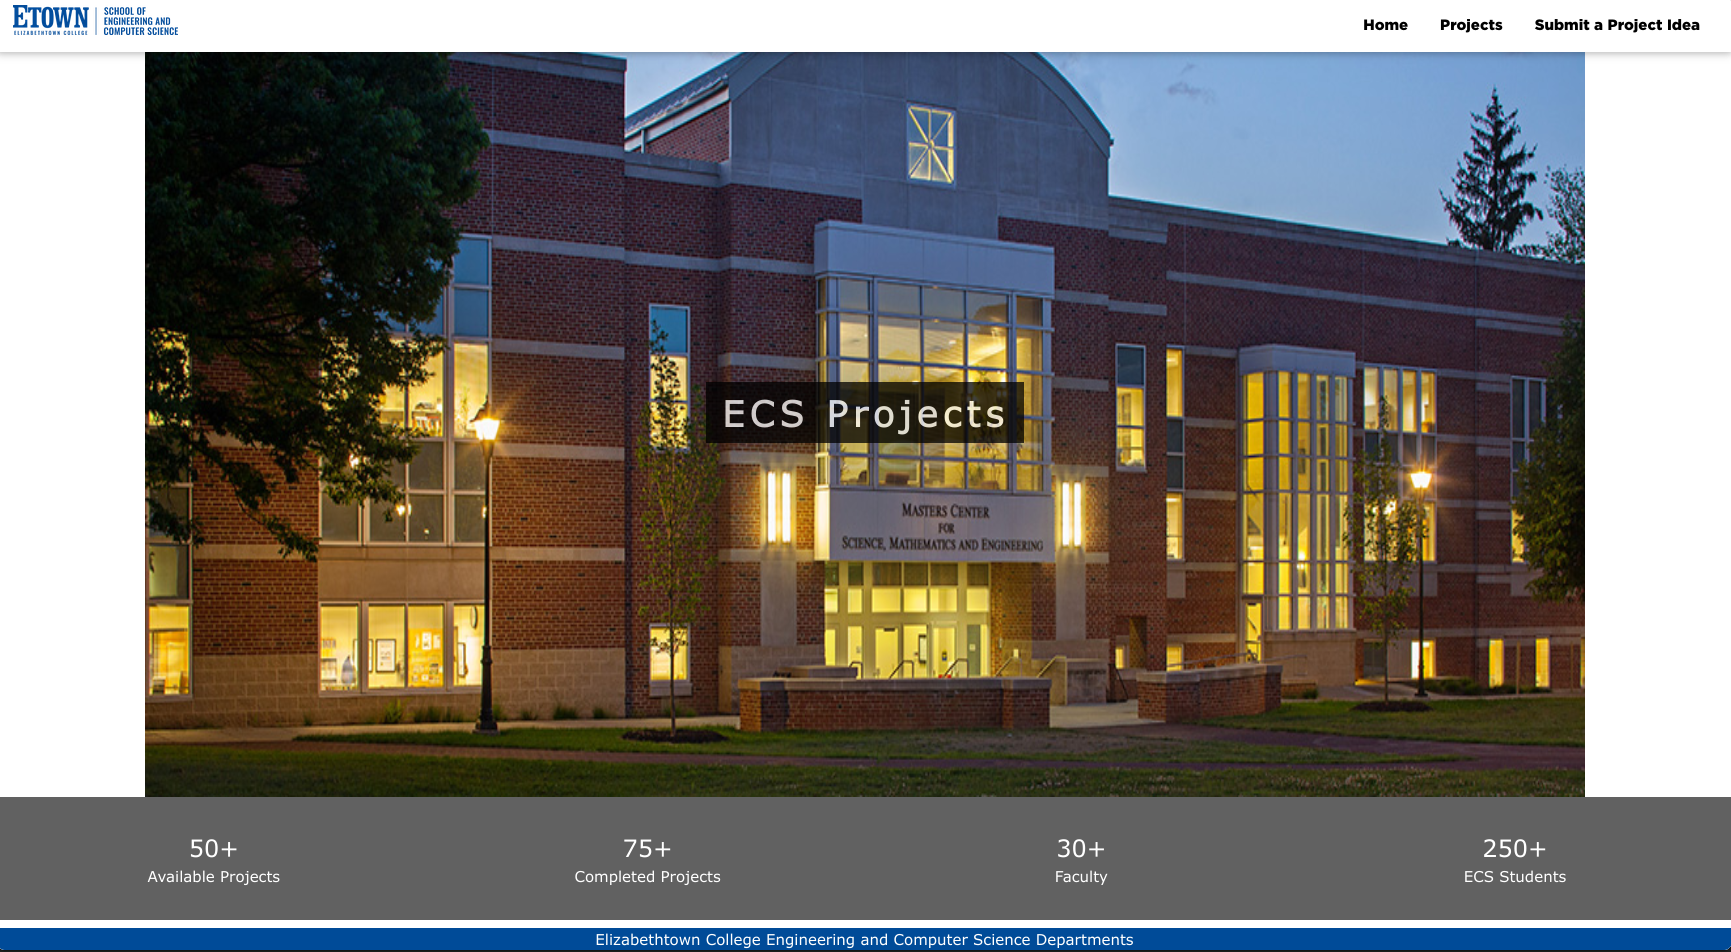 ETOWN
ELIZABETHTOWN COLLEGE
SCHOOL OF
ENGINEERING AND
COMPUTER SCIENCE
Home Projects Submit a Project Idea
ECS Projects
MASTERS CENTER
FOR
SCIENCE, MATHEMATICS AND ENGINEERING
50+
Available Projects
75+
Completed Projects
30+
Faculty
250+
ECS Students
Elizabethtown College Engineering and Computer Science Departments